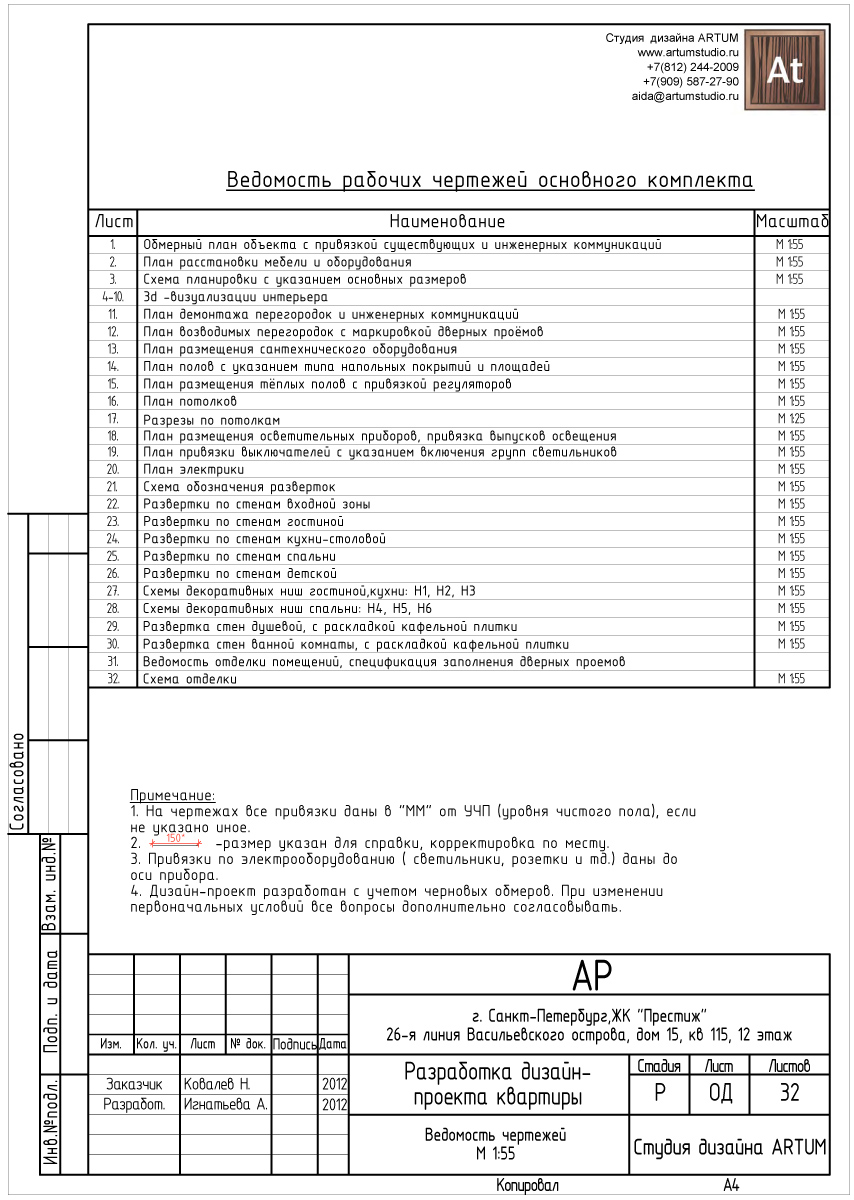 Студия дизайна ARTUM
www.artumstudio.ru
+7(812) 244-2009
+7(909) 587-27-90
aida@artumstudio.ru
At
Ведомость рабочих чертежей основного комплекта
Лист Наименование Масштаб
1. Обмерный план объекта с привязкой существующих и инженерных коммуникаций М 1:55
2. План расстановки мебели и оборудования М 1:55
3. Схема планировки с указанием основных размеров М 1:55
4-10. 3d -визуализации интерьера
11. План демонтажа перегородок и инженерных коммуникаций М 1:55
12. План возводимых перегородок с маркировкой дверных проёмов М 1:55
13. План размещения сантехнического оборудования М 1:55
14. План полов с указанием типа напольных покрытий и площадей М 1:55
15. План размещения тёплых полов с привязкой регуляторов М 1:55
16. План потолков М 1:55
17. Разрезы по потолкам М 1:25
18. План размещения осветительных приборов, привязка выпусков освещения М 1:55
19. План привязки выключателей с указанием включения групп светильников М 1:55
20. План электрики М 1:55
21. Схема обозначения разверток М 1:55
22. Развертки по стенам входной зоны М 1:55
23. Развертки по стенам гостиной М 1:55
24. Развертки по стенам кухни-столовой М 1:55
25. Развертки по стенам спальни М 1:55
26. Развертки по стенам детской М 1:55
27. Схемы декоративных ниш гостиной,кухни: Н1, Н2, Н3 М 1:55
28. Схемы декоративных ниш спальни: Н4, Н5, Н6 М 1:55
29. Развертка стен душевой, с раскладкой кафельной плитки М 1:55
30. Развертка стен ванной комнаты, с раскладкой кафельной плитки М 1:55
31. Ведомость отделки помещений, спецификация заполнения дверных проемов
32. Схема отделки М 1:55
Согласовано
Взам. инд.№
Подп. и дата
Инв.№подл.
Примечание:
1. На чертежах все привязки даны в "ММ" от УЧП (уровня чистого пола), если
не указано иное.
2. 150* -размер указан для справки, корректировка по месту.
3. Привязки по электрооборудованию ( светильники, розетки и тд.) даны до
оси прибора.
4. Дизайн-проект разработан с учетом черновых обмеров. При изменении
первоначальных условий все вопросы дополнительно согласовывать.
АР
г. Санкт-Петербург,ЖК "Престиж"
26-я линия Васильевского острова, дом 15, кв 115, 12 этаж
Изм. Кол. уч. Лист № док. Подпись Дата
Заказчик Ковалев Н. 2012
Разработ. Игнатьева А. 2012
Разработка дизайн-
проекта квартиры
Стадия Лист Листов
Р ОД 32
Ведомость чертежей
М 1:55
Студия дизайна ARTUM
Копировал А4